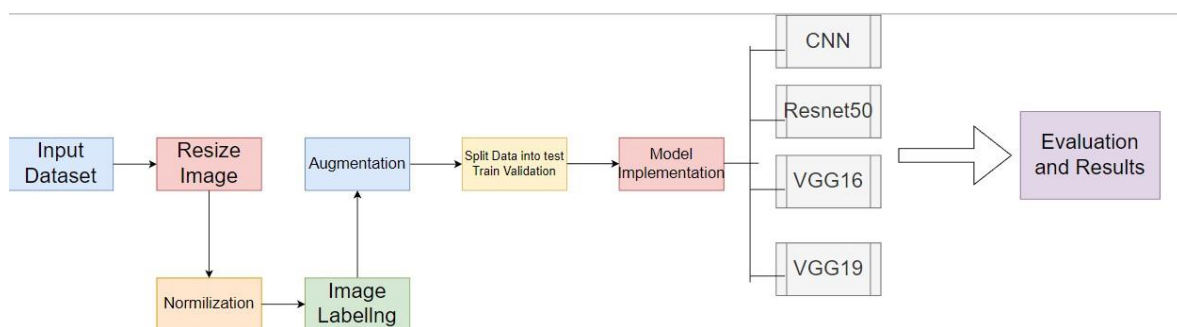 Input
Dataset
Resize
Image
Normilization
Image
Labellng
Augmentation
Split Data into test
Train Validation
Model
Implementation
CNN
Resnet50
VGG16
VGG19
Evaluation
and Results